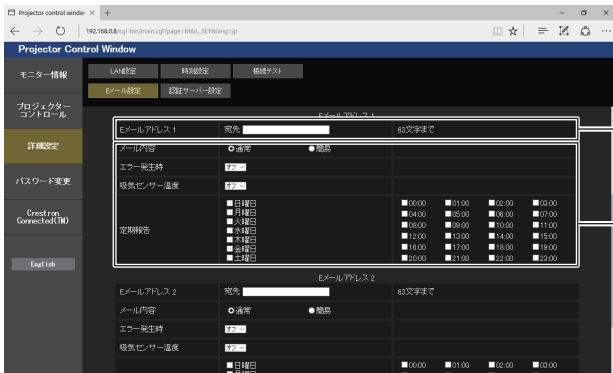 Projector control window
192.168.0.8/cgi-bin/main.cgi?page=MAIL_SET&lang=jp
Projector Control Window
モニター情報
プロジェクター
コントロール
詳細設定
パスワード変更
Crestron
Connected(TM)
English
LAN設定 時刻設定 接続テスト
Eメール設定 認証サーバー設定
Eメールアドレス 1
Eメールアドレス 1 宛先 63文字まで
メール内容 通常 簡易
エラー発生時 オフ
吸気センサー温度 オフ
定期報告
日曜日
月曜日
火曜日
水曜日
木曜日
金曜日
土曜日
00:00 01:00 02:00 03:00
04:00 05:00 06:00 07:00
08:00 09:00 10:00 11:00
12:00 13:00 14:00 15:00
16:00 17:00 18:00 19:00
20:00 21:00 22:00 23:00
Eメールアドレス 2
Eメールアドレス 2 宛先 63文字まで
メール内容 通常 簡易
エラー発生時 オフ
吸気センサー温度 オフ
日曜日 00:00 01:00 02:00 03:00